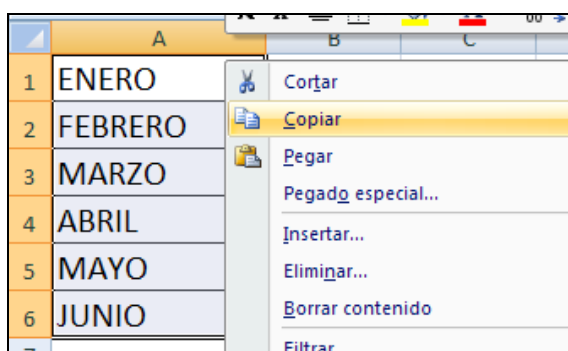 A B C
1 ENERO
2 FEBRERO
3 MARZO
4 ABRIL
5 MAYO
6 JUNIO
Cortar
Copiar
Pegar
Pegado especial...
Insertar...
Eliminar...
Borrar contenido
Filtrar